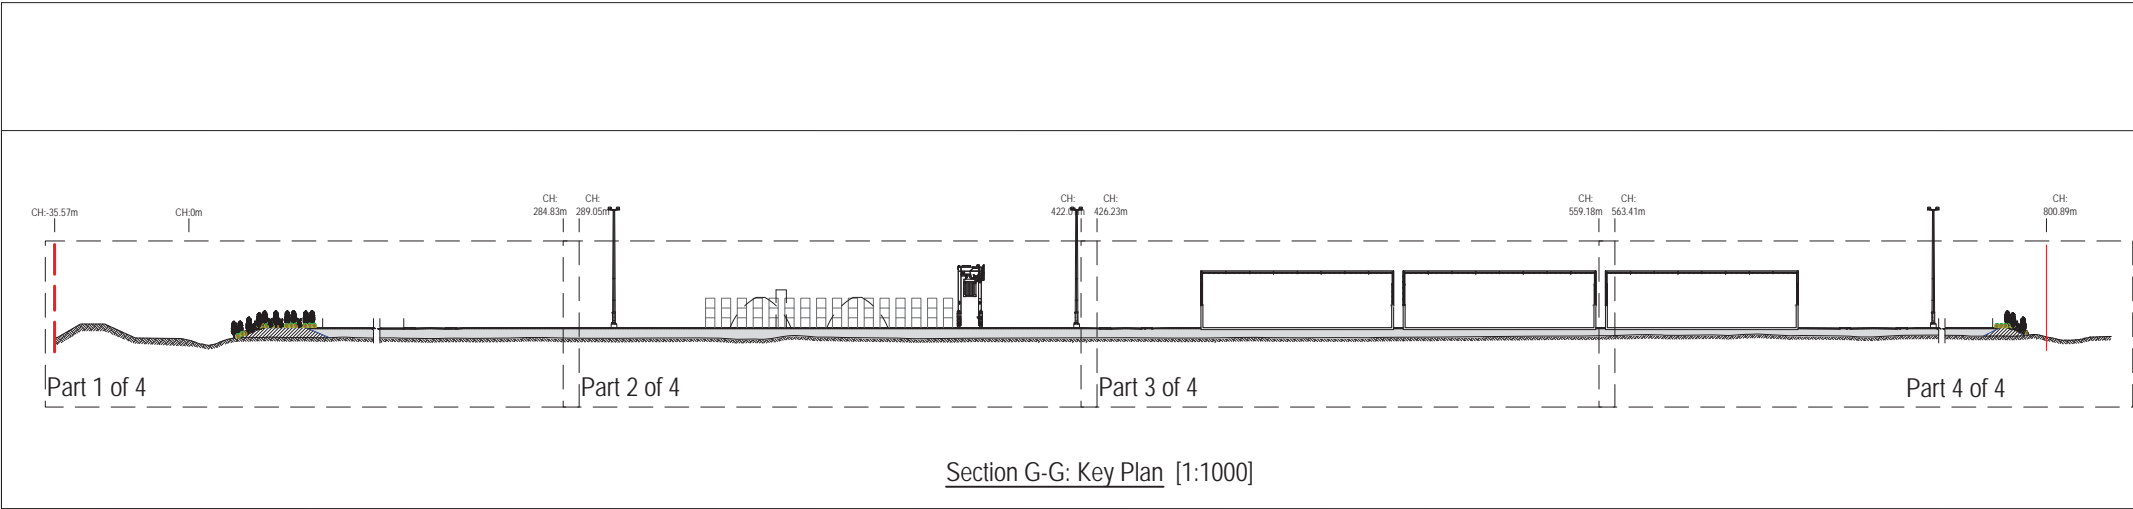 CH:-35.57m
CH:0m
CH:
284.83m
CH:
289.05m
CH:
CH:
426.23m
CH:
559.18m
CH:
563.41m
CH:
800.89m
Part 1 of 4
Part 2 of 4
Part 3 of 4
Part 4 of 4
Section G-G: Key Plan [1:1000]